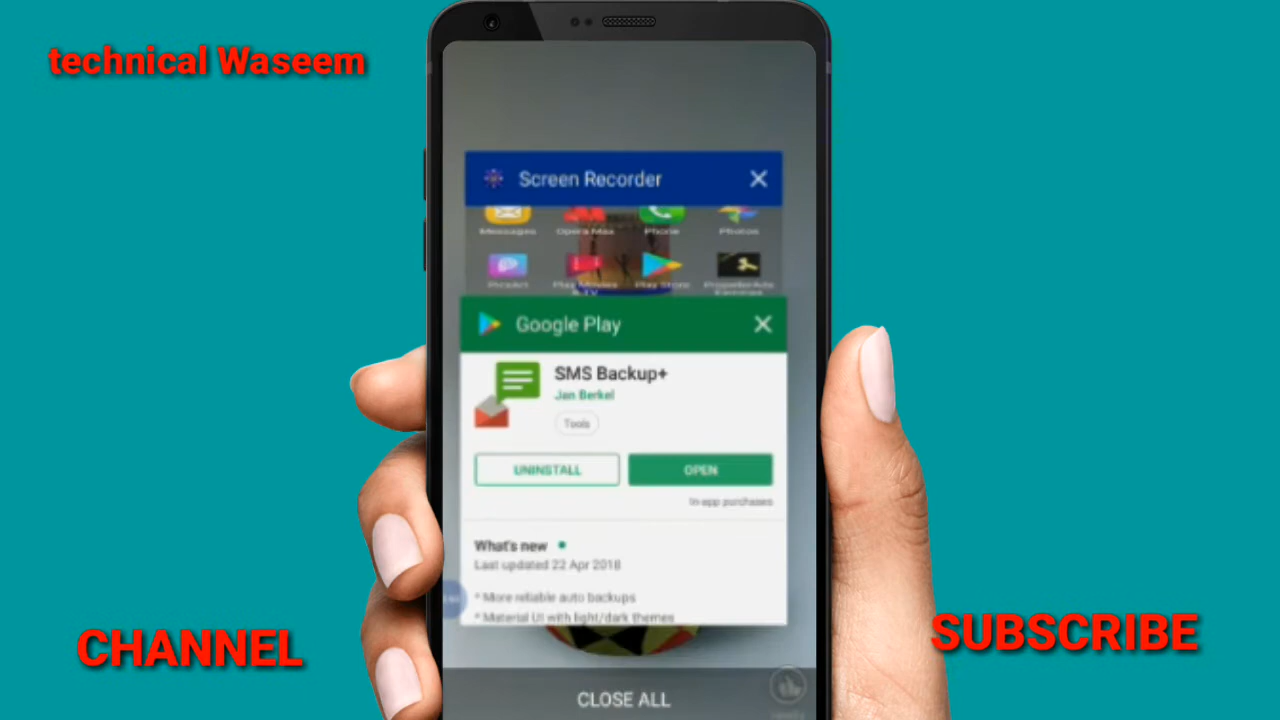 technical Waseem
Screen Recorder
Messages Opera Max Phone Photos
PicsArt Play Movies & TV Play Store PropellerAds
Google Play
SMS Backup+
Jan Berkel
Tools
UNINSTALL OPEN
In-app purchases
What's new
Last updated 22 Apr 2018
* More reliable auto backups
* Material UI with light/dark themes
CHANNEL
SUBSCRIBE
CLOSE ALL